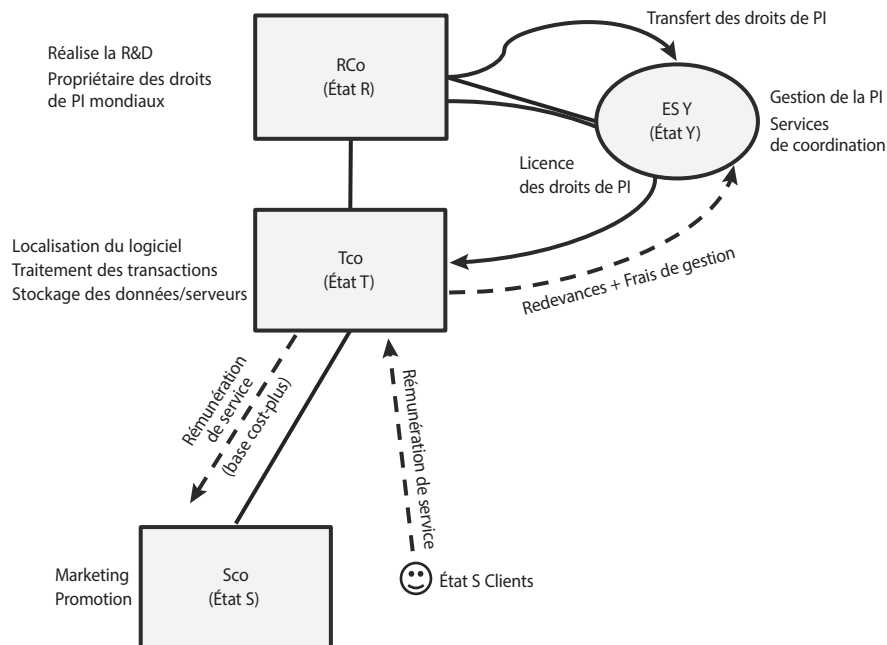 Transfert des droits de PI
Réalise la R&D
Propriétaire des droits
de PI mondiaux
RCo
(État R)
ES Y
(État Y)
Gestion de la PI
Services
de coordination
Licence
des droits de PI
Localisation du logiciel
Traitement des transactions
Stockage des données/serveurs
Tco
(État T)
Redevances + Frais de gestion
Rémunération
de service
(base cost-plus)
Rémunération de service
Marketing
Promotion
Sco
(État S)
État S Clients